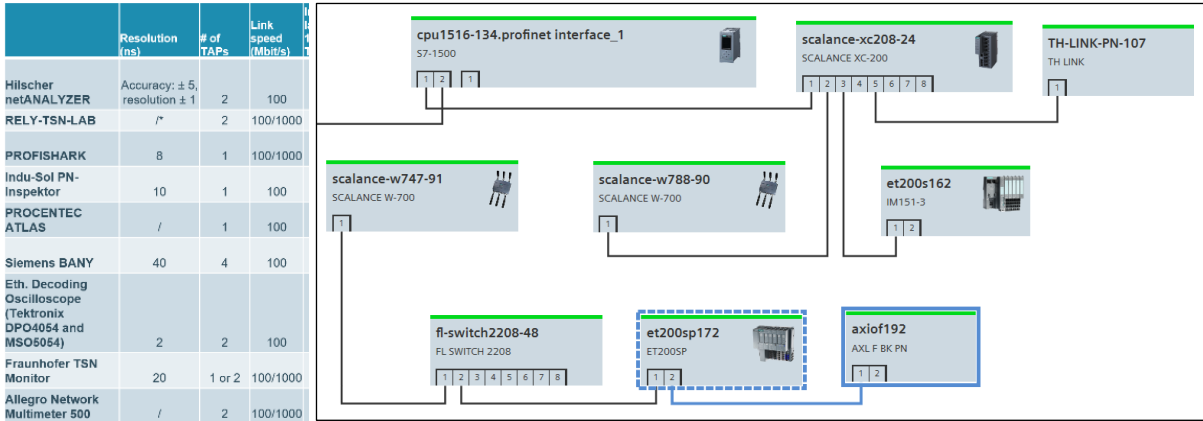 Resolution (ns)
# of TAPs
Link speed (Mbit/s)
Hilscher netANALYZER
Accuracy: ± 5, resolution ± 1
2
100
RELY-TSN-LAB
/*
2
100/1000
PROFISHARK
8
1
100/1000
Indu-Sol PN-Inspektor
10
1
100
PROCENTEC ATLAS
/
1
100
Siemens BANY
40
4
100
Eth. Decoding Oscilloscope (Tektronix DPO4054 and MSO5054)
2
2
100
Fraunhofer TSN Monitor
20
1 or 2
100/1000
Allegro Network Multimeter 500
/
2
100/1000
cpu1516-134.profinet interface_1
S7-1500
1 2 1
scalance-xc208-24
SCALANCE XC-200
1 2 3 4 5 6 7 8
TH-LINK-PN-107
TH LINK
1
scalance-w747-91
SCALANCE W-700
1
scalance-w788-90
SCALANCE W-700
1
et200s162
IM151-3
1 2
fl-switch2208-48
FL SWITCH 2208
1 2 3 4 5 6 7 8
et200sp172
ET200SP
1 2
axiof192
AXL F BK PN
1 2